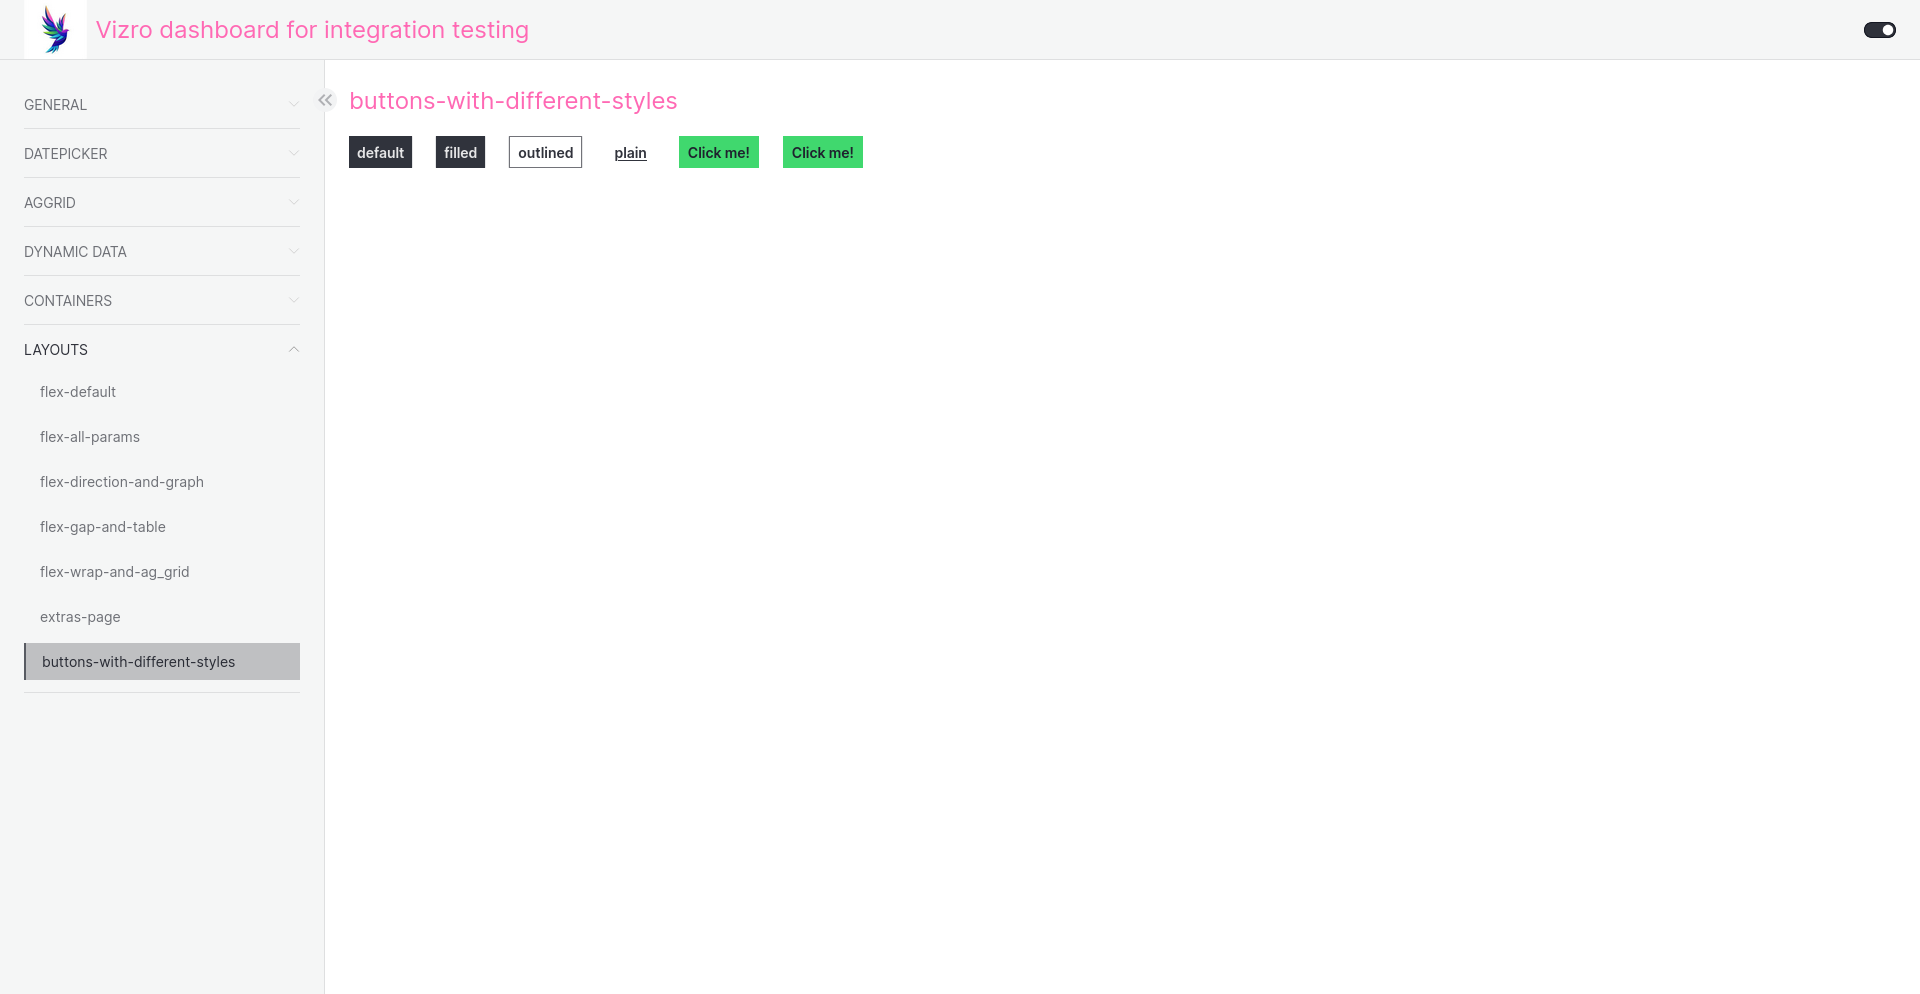 Vizro dashboard for integration testing
GENERAL
DATEPICKER
AGGRID
DYNAMIC DATA
CONTAINERS
LAYOUTS
flex-default
flex-all-params
flex-direction-and-graph
flex-gap-and-table
flex-wrap-and-ag_grid
extras-page
buttons-with-different-styles
buttons-with-different-styles
default filled outlined plain Click me! Click me!